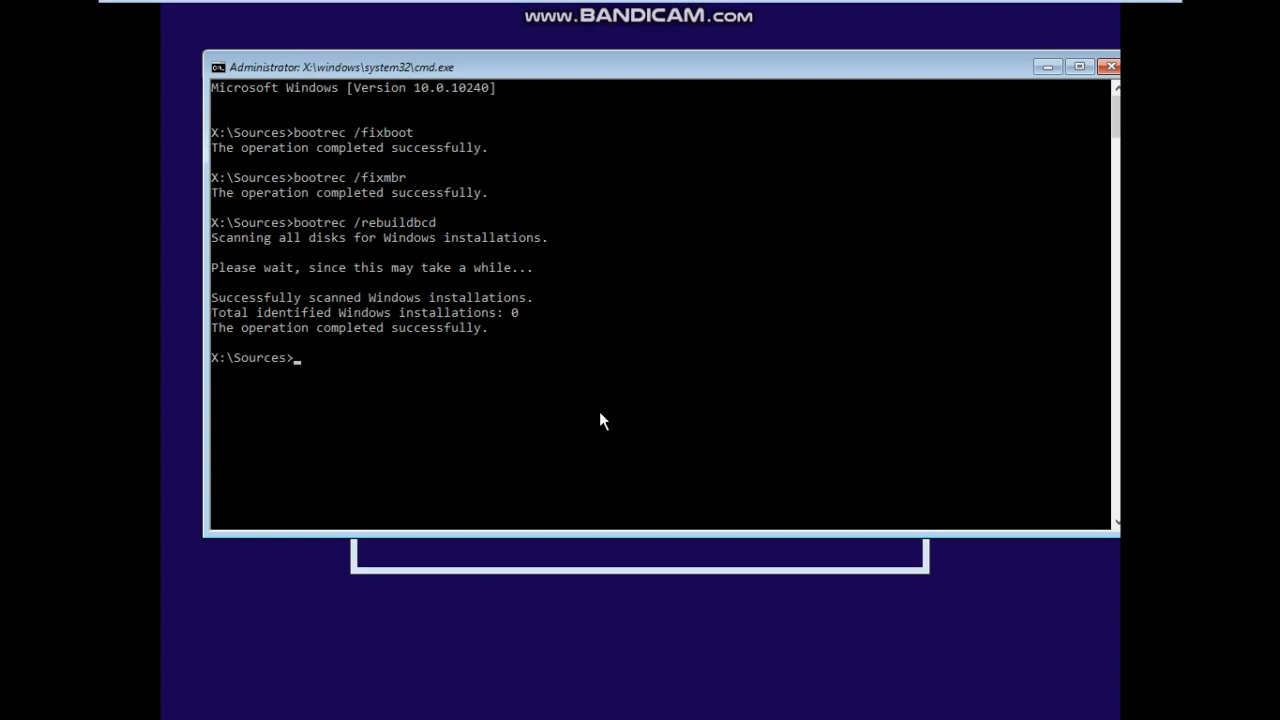 www.BANDICAM.com
Administrator: X:\windows\system32\cmd.exe
Microsoft Windows [Version 10.0.10240]
X:\Sources>bootrec /fixboot
The operation completed successfully.
X:\Sources>bootrec /fixmbr
The operation completed successfully.
X:\Sources>bootrec /rebuildbcd
Scanning all disks for Windows installations.
Please wait, since this may take a while...
Successfully scanned Windows installations.
Total identified Windows installations: 0
The operation completed successfully.
X:\Sources>_